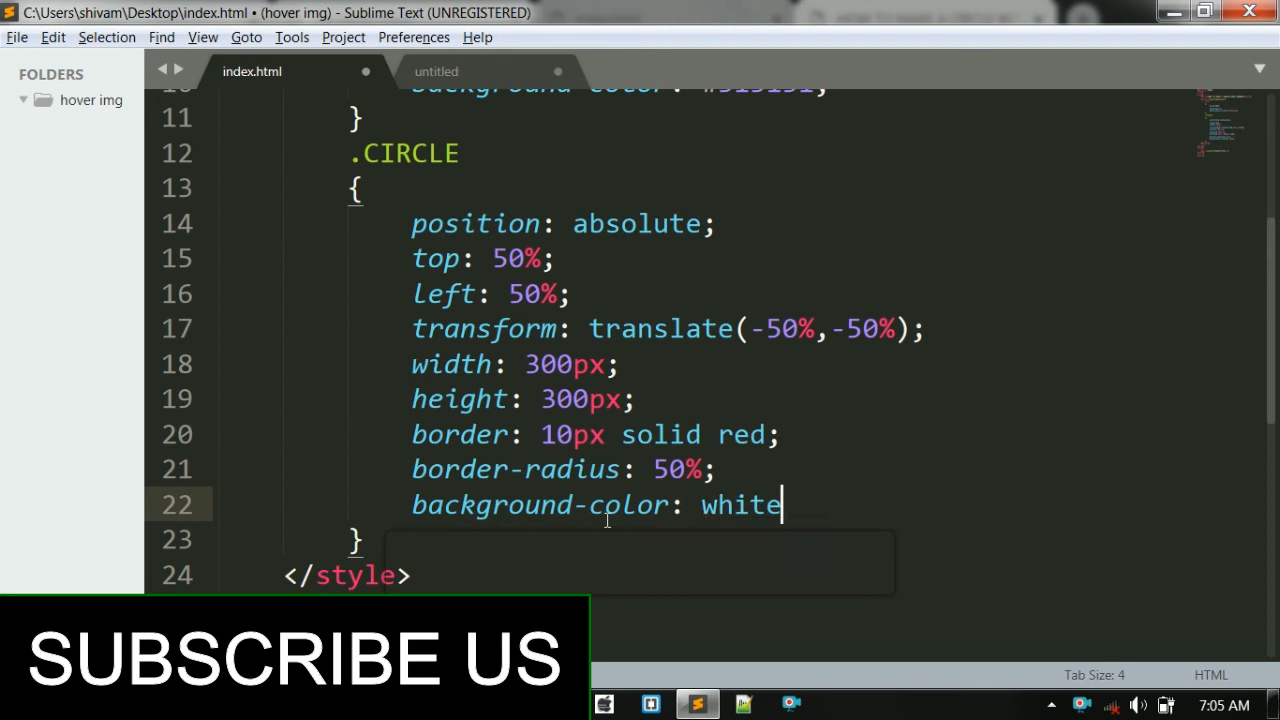 C:\Users\shivam\Desktop\index.html • (hover img) - Sublime Text (UNREGISTERED)
File Edit Selection Find View Goto Tools Project Preferences Help
FOLDERS
hover img
index.html
untitled
11 }
12 .CIRCLE
13 {
14 position: absolute;
15 top: 50%;
16 left: 50%;
17 transform: translate(-50%,-50%);
18 width: 300px;
19 height: 300px;
20 border: 10px solid red;
21 border-radius: 50%;
22 background-color: white
23 }
24 </style>
SUBSCRIBE US
Tab Size: 4
HTML
7:05 AM